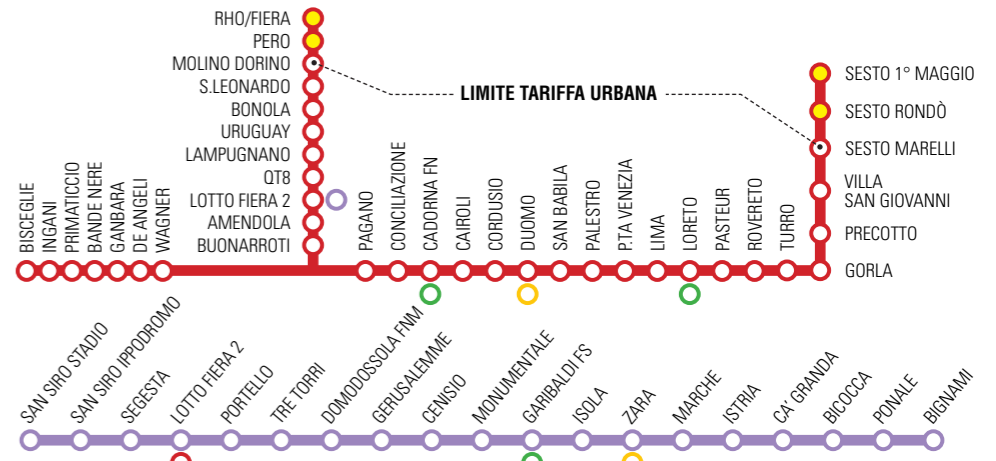 RHO/FIERA
PERO
MOLINO DORINO
S.LEONARDO
BONOLA
URUGUAY
LAMPUGNANO
QT8
LOTTO FIERA 2
AMENDOLA
BUONARROTI
LIMITE TARIFFA URBANA
SESTO 1° MAGGIO
SESTO RONDÒ
SESTO MARELLI
VILLA
SAN GIOVANNI
PRECOTTO
GORLA
BISCEGLIE
INGANI
PRIMATICCIO
BANDE NERE
GANBARA
DE ANGELI
WAGNER
PAGANO
CONCILIAZIONE
CADORNA FN
CAIROLI
CORDUSIO
DUOMO
SAN BABILA
PALESTRO
P.TA VENEZIA
LIMA
LORETO
PASTEUR
ROVERETO
TURRO
SAN SIRO STADIO
SAN SIRO IPPODROMO
SEGESTA
LOTTO FIERA 2
PORTELLO
TRE TORRI
DOMODOSSOLA FNM
GERUSALEMME
CENISIO
MONUMENTALE
GARIBALDI FS
ISOLA
ZARA
MARCHE
ISTRIA
CA' GRANDA
BICOCCA
PONALE
BIGNAMI